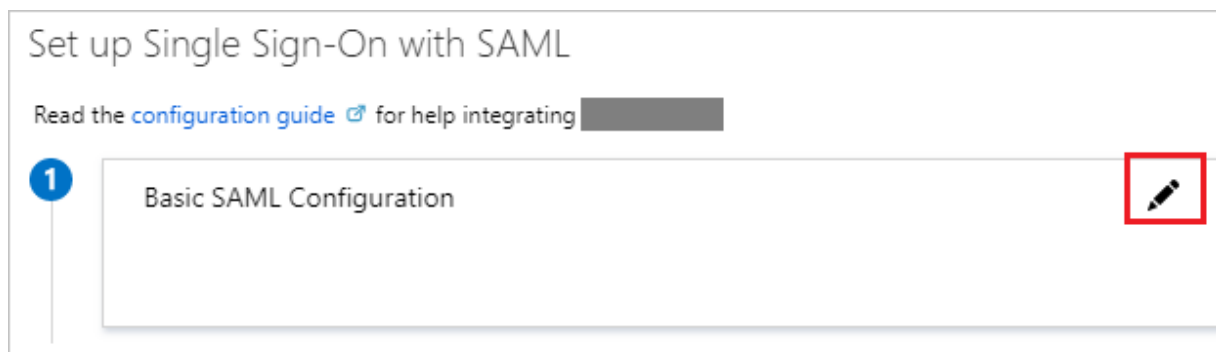 Set up Single Sign-On with SAML
Read the configuration guide for help integrating
1
Basic SAML Configuration